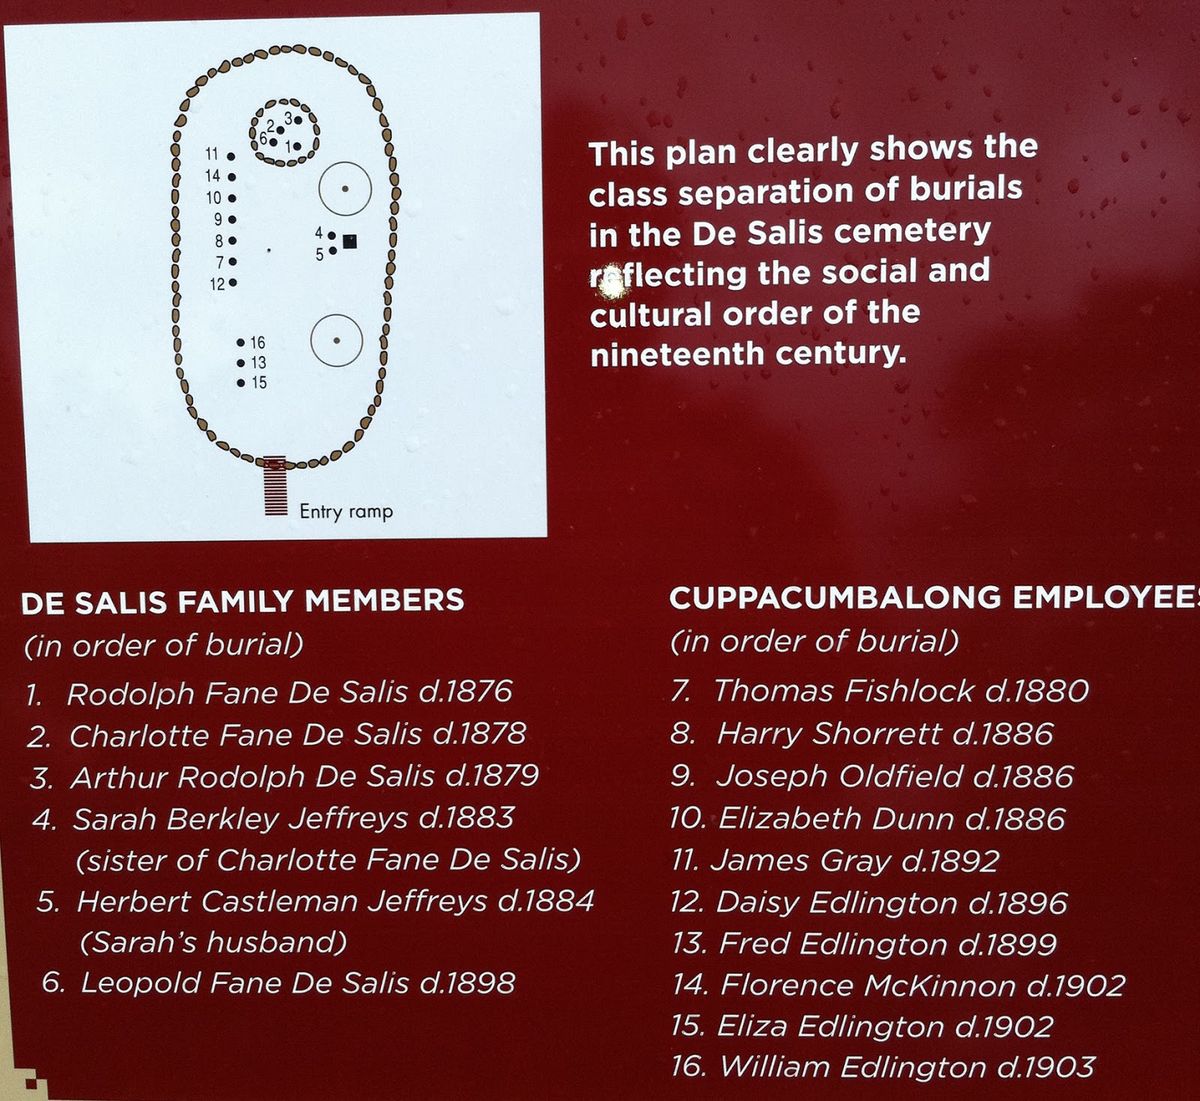 3
2
6
1
11
14
10
9
8
7
12
4
5
16
13
15
Entry ramp
This plan clearly shows the
class separation of burials
in the De Salis cemetery
reflecting the social and
cultural order of the
nineteenth century.
DE SALIS FAMILY MEMBERS
(in order of burial)
1. Rodolph Fane De Salis d.1876
2. Charlotte Fane De Salis d.1878
3. Arthur Rodolph De Salis d.1879
4. Sarah Berkley Jeffreys d.1883
(sister of Charlotte Fane De Salis)
5. Herbert Castleman Jeffreys d.1884
(Sarah's husband)
6. Leopold Fane De Salis d.1898
CUPPACUMBALONG EMPLOYEES
(in order of burial)
7. Thomas Fishlock d.1880
8. Harry Shorrett d.1886
9. Joseph Oldfield d.1886
10. Elizabeth Dunn d.1886
11. James Gray d.1892
12. Daisy Edlington d.1896
13. Fred Edlington d.1899
14. Florence McKinnon d.1902
15. Eliza Edlington d.1902
16. William Edlington d.1903